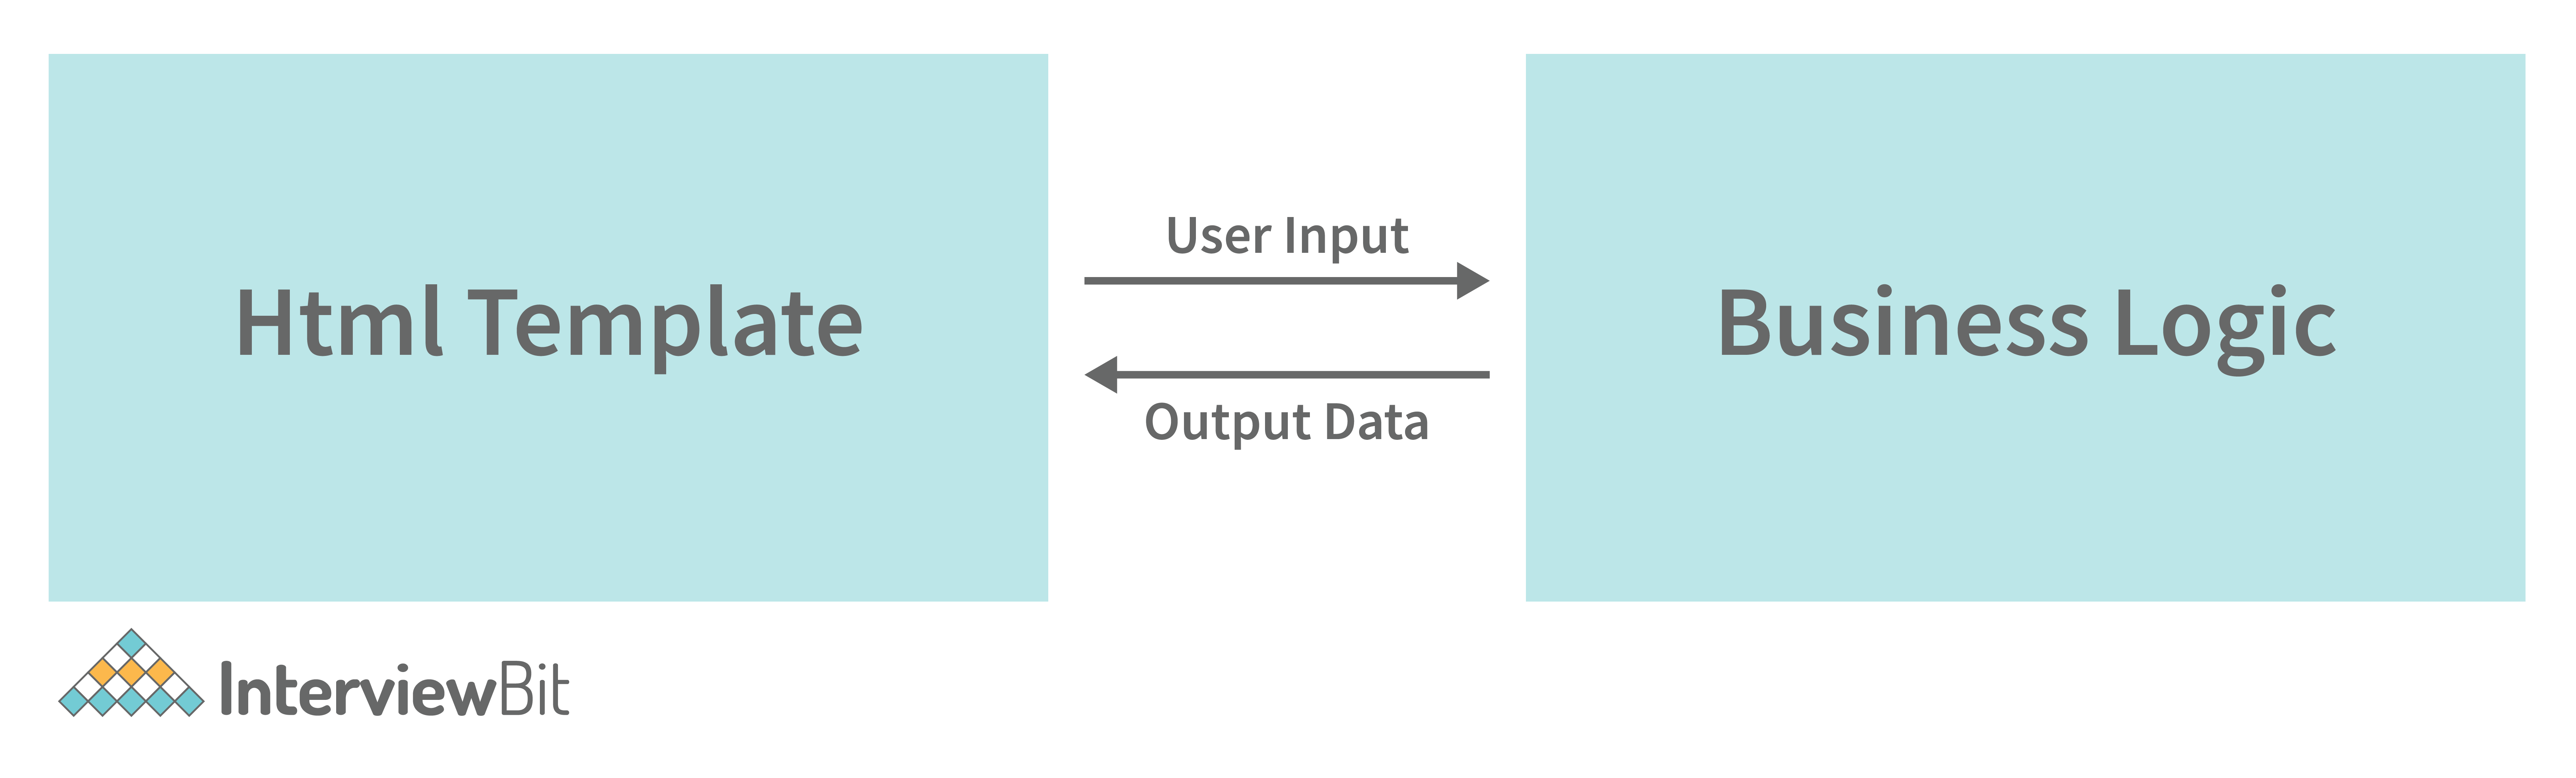 Html Template
User Input
Output Data
Business Logic
InterviewBit